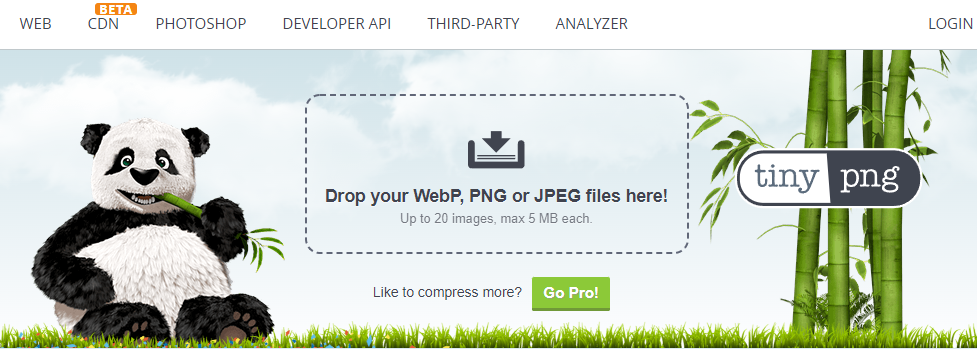 BETA
WEB CDN PHOTOSHOP DEVELOPER API THIRD-PARTY ANALYZER LOGIN
Drop your WebP, PNG or JPEG files here!
Up to 20 images, max 5 MB each.
tiny png
Like to compress more? Go Pro!